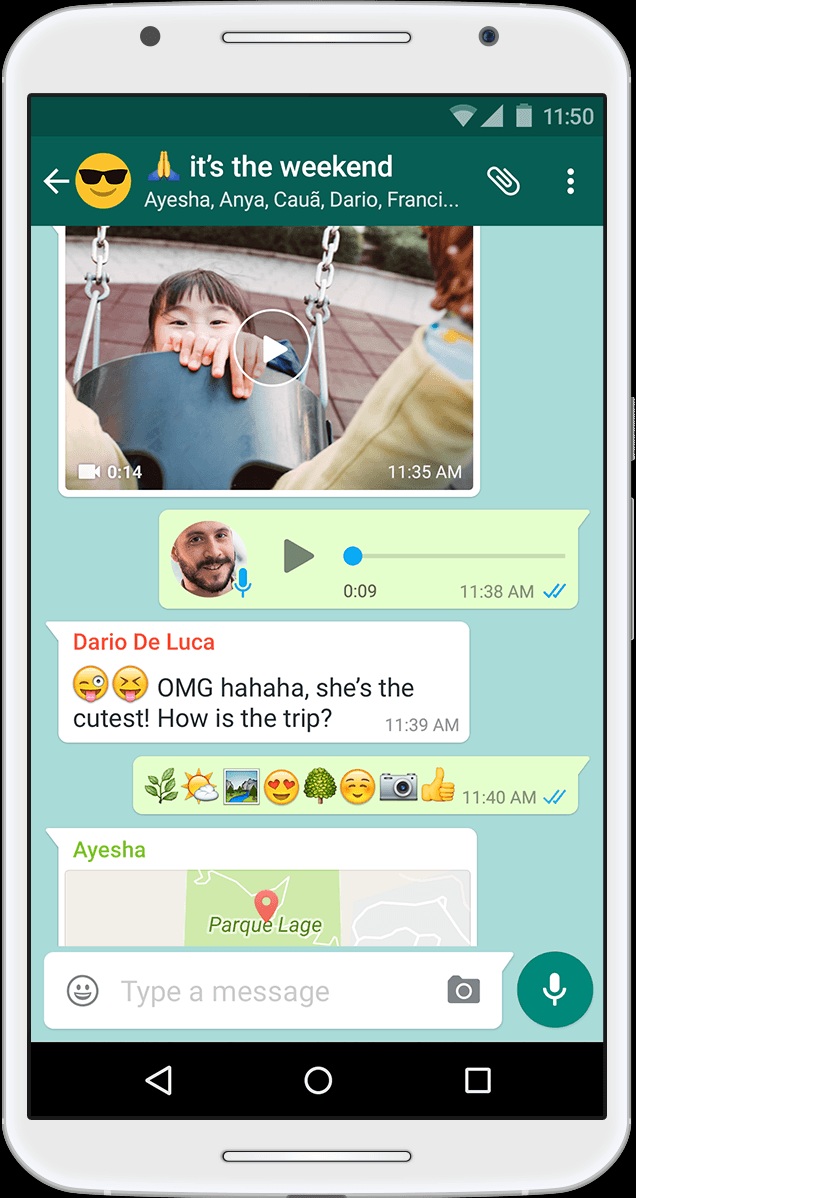 11:50
🙏 it’s the weekend
Ayesha, Anya, Cauã, Dario, Franci...
0:14 11:35 AM
0:09 11:38 AM
Dario De Luca
😜😝 OMG hahaha, she’s the
cutest! How is the trip?
11:39 AM
🌿🌤🏞😍🌳☺️📷👍 11:40 AM
Ayesha
Parque Lage
Type a message